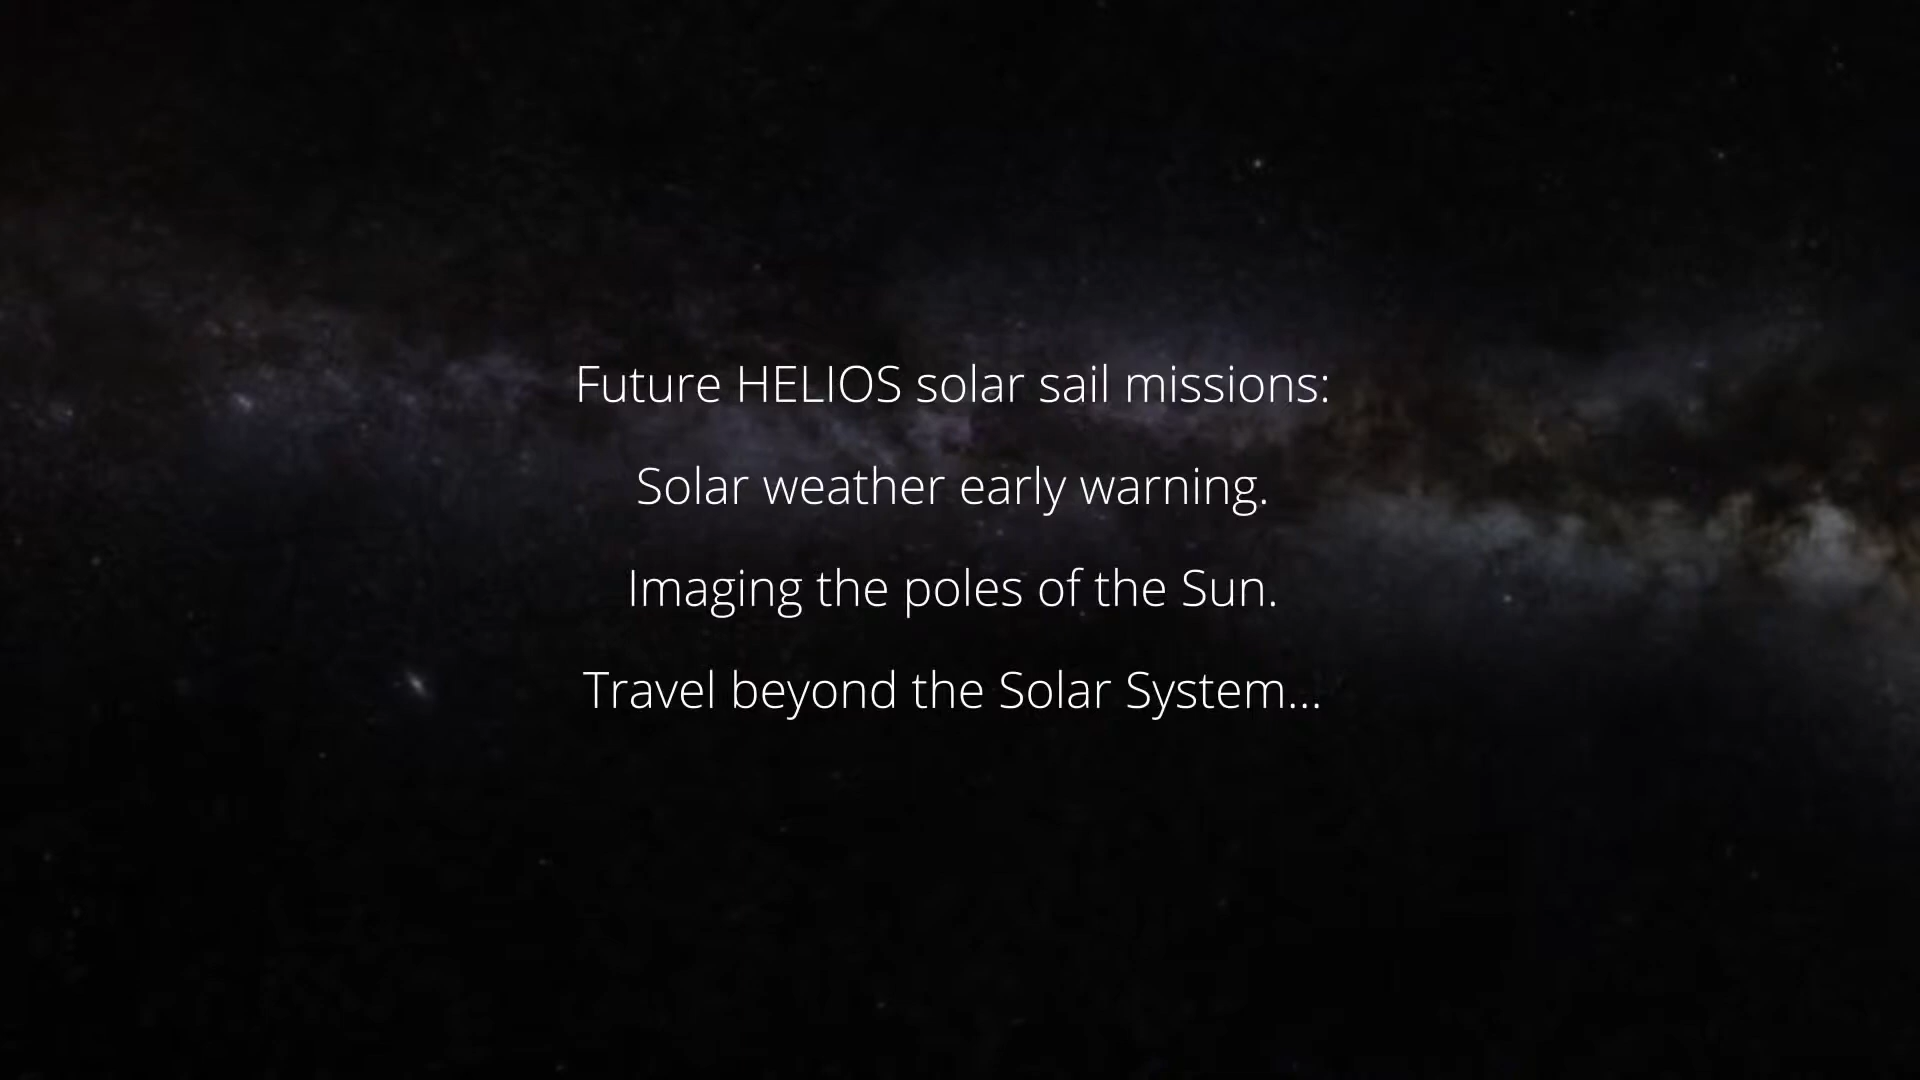 Future HELIOS solar sail missions:
Solar weather early warning.
Imaging the poles of the Sun.
Travel beyond the Solar System...